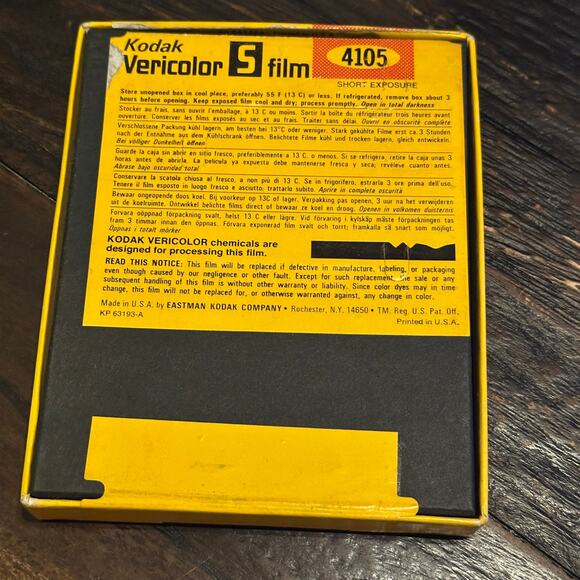 Kodak
Vericolor S film
4105
SHORT EXPOSURE
Store unopened box in cool place, preferably 55 F (13 C) or less. If refrigerated, remove box about 3
hours before opening. Keep exposed film cool and dry; process promptly. Open in total darkness
Stocker au frais, sans ouvrir l'emballage, à 13 C ou moins. Sortir la boîte du réfrigérateur trois heures avant
ouverture. Conserver les films exposés au sec et au frais. Traiter sans délai. Ouvrir en obscurité complète
Verschlossene Packung kühl lagern, am besten bei 13°C oder weniger. Stark gekühlte Filme erst ca. 3 Stunden
nach der Entnahme aus dem Kühlschrank öffnen. Belichtete Filme kühl und trocken lagern, gleich entwickeln.
Bei völliger Dunkelheit öffnen
Guarde la caja sin abrir en sitio fresco, preferiblemente a 13 C. o menos. Si se refrigera, retire la caja unas 3
horas antes de abrirla. La película ya expuesta debe mantenerse fresca y seca; revélese cuanto antes.
Abrase bajo oscuridad total
Conservare la scatola chiusa al fresco, a non più di 13 C. Se in frigorifero, estrarla 3 ore prima dell'uso.
Tenere il film esposto in luogo fresco e asciutto; trattarlo subito. Aprire in completa oscurità
Bewaar ongeopende doos koel. Bij voorkeur op 13C of lager. Verpakking pas openen, 3 uur na het verwijderen
uit de koelruimte. Ontwikkel belichte films direct of bewaar ze koel en droog. Openen in volkomen duisternis
Förvara oöppnad förpackning svalt, helst 13 C eller lägre. Vid förvaring i kylskåp måste förpackningen tas
fram 3 timmar innan den öppnas. Förvara exponerad film svalt och torrt; framkalla så snart som möjligt.
Öppnas i totalt mörker
KODAK VERICOLOR chemicals are
designed for processing this film.
READ THIS NOTICE: This film will be replaced if defective in manufacture, labeling, or packaging
even though caused by our negligence or other fault. Except for such replacement, the sale or any
subsequent handling of this film is without other warranty or liability. Since color dyes may in time
change, this film will not be replaced for, or otherwise warranted against, any change in color.
Made in U.S.A. by EASTMAN KODAK COMPANY • Rochester, N.Y. 14650 • TM. Reg. U.S. Pat. Off.
KP 63193-A
Printed in U.S.A.